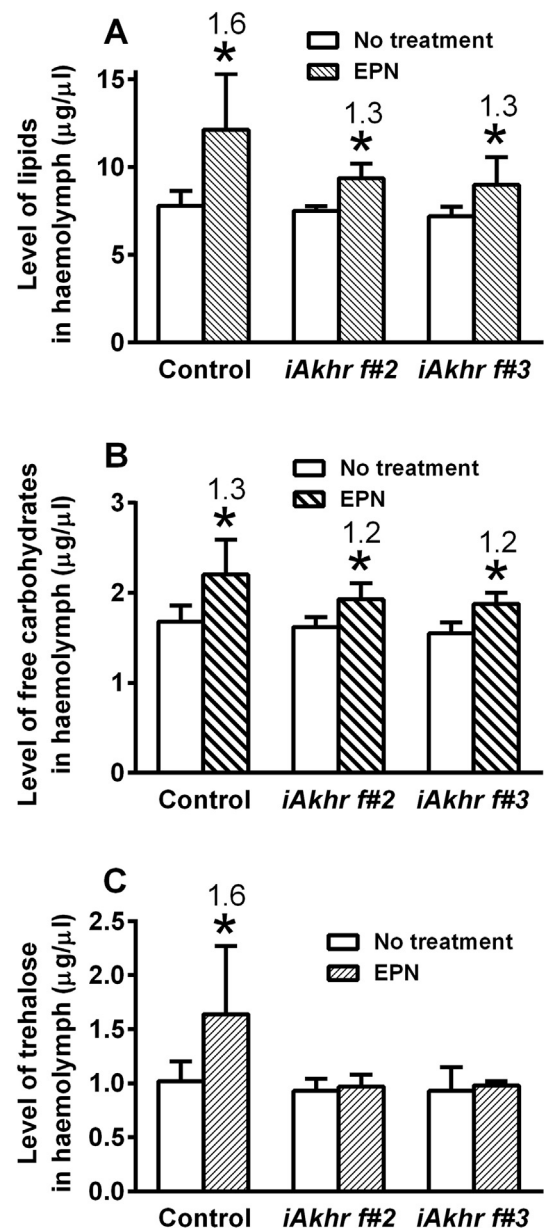 A
No treatment
EPN
Level of lipids
in haemolymph (µg/µl)
15
10
5
0
1.6
*
1.3
*
1.3
*
Control
iAkhr f#2
iAkhr f#3
B
No treatment
EPN
Level of free carbohydrates
in haemolymph (µg/µl)
3
2
1
0
1.3
*
1.2
*
1.2
*
Control
iAkhr f#2
iAkhr f#3
C
No treatment
EPN
Level of trehalose
in haemolymph (µg/µl)
2.5
2.0
1.5
1.0
0.5
0.0
1.6
*
Control
iAkhr f#2
iAkhr f#3